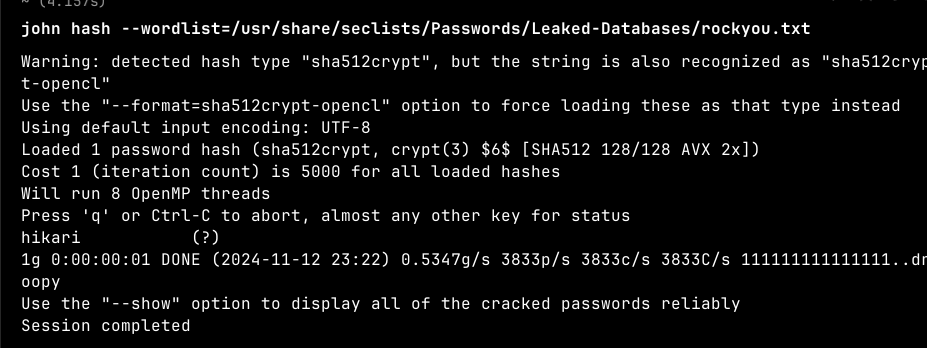 ~ (4.157s)
john hash --wordlist=/usr/share/seclists/Passwords/Leaked-Databases/rockyou.txt
Warning: detected hash type "sha512crypt", but the string is also recognized as "sha512cryp
t-opencl"
Use the "--format=sha512crypt-opencl" option to force loading these as that type instead
Using default input encoding: UTF-8
Loaded 1 password hash (sha512crypt, crypt(3) $6$ [SHA512 128/128 AVX 2x])
Cost 1 (iteration count) is 5000 for all loaded hashes
Will run 8 OpenMP threads
Press 'q' or Ctrl-C to abort, almost any other key for status
hikari           (?)
1g 0:00:00:01 DONE (2024-11-12 23:22) 0.5347g/s 3833p/s 3833c/s 3833C/s 111111111111111..dr
oopy
Use the "--show" option to display all of the cracked passwords reliably
Session completed